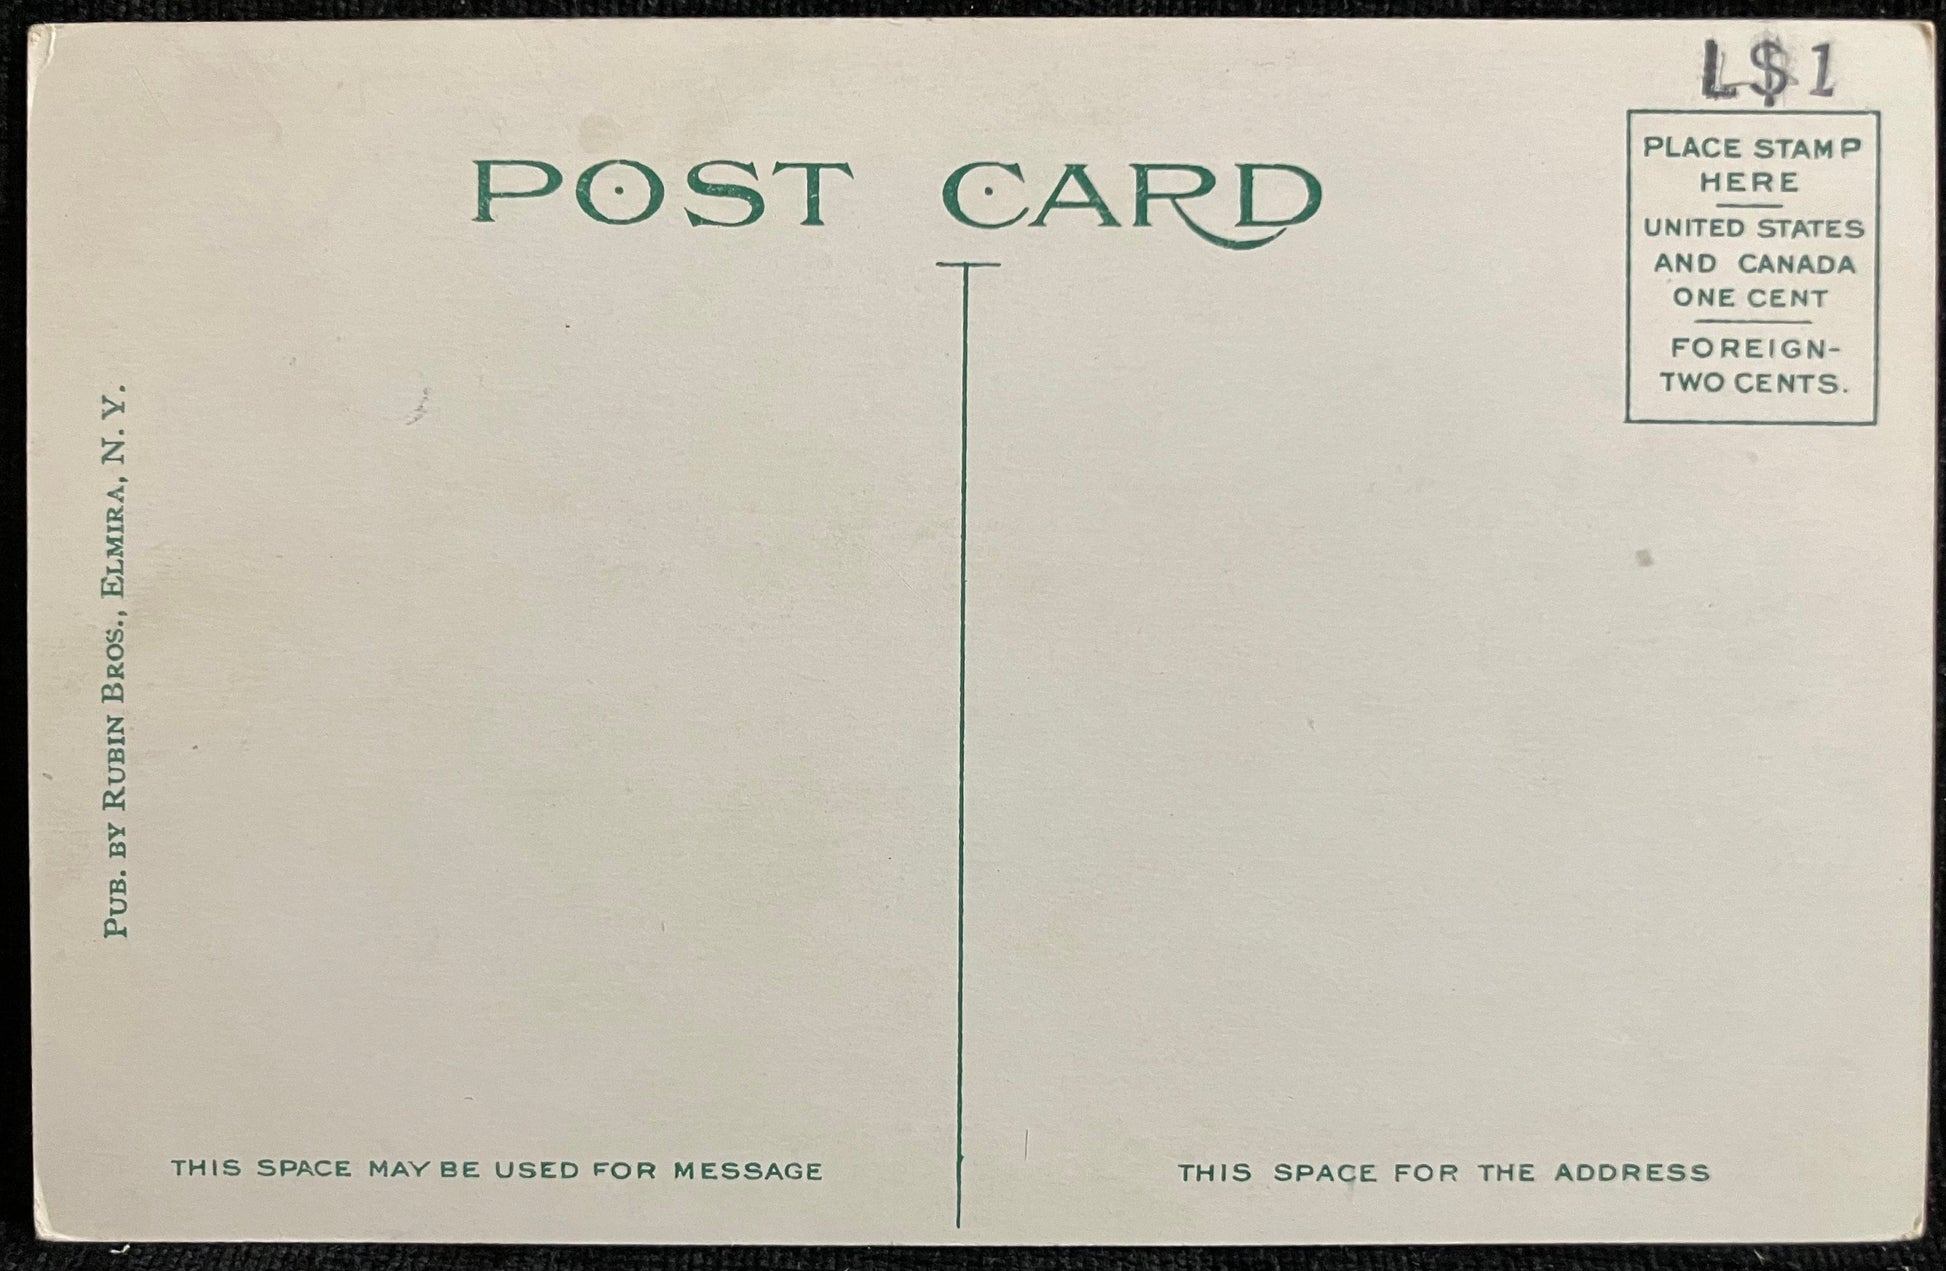 L$1
POST CARD
PLACE STAMP
HERE
UNITED STATES
AND CANADA
ONE CENT
FOREIGN-
TWO CENTS.
PUB. BY RUBIN BROS., ELMIRA, N. Y.
THIS SPACE MAY BE USED FOR MESSAGE
THIS SPACE FOR THE ADDRESS